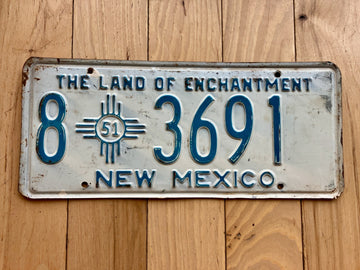 THE LAND OF ENCHANTMENT
8 51 3691
NEW MEXICO